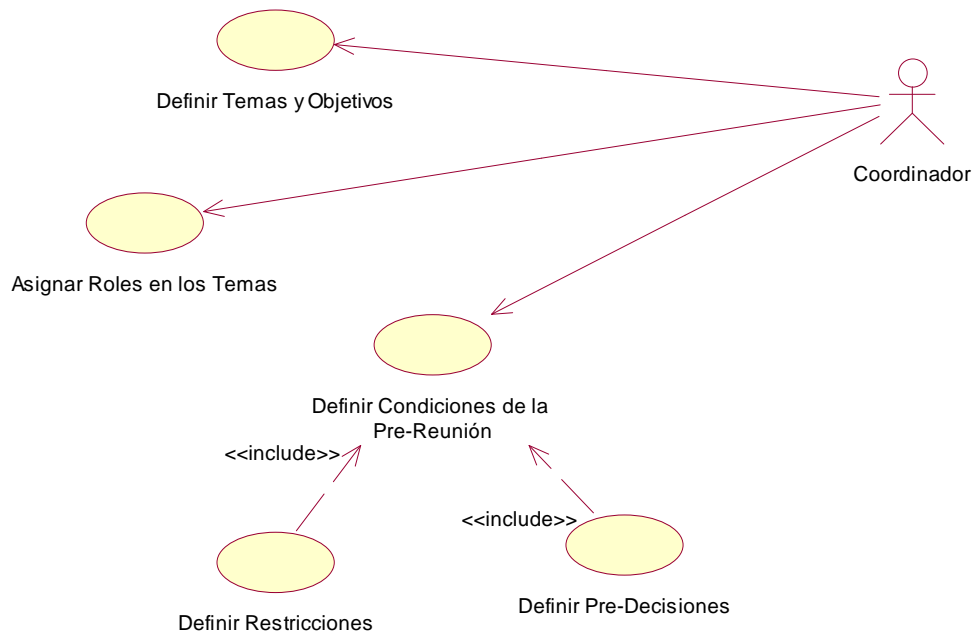 Definir Temas y Objetivos
Coordinador
Asignar Roles en los Temas
Definir Condiciones de la
Pre-Reunión
<<include>>
<<include>>
Definir Restricciones
Definir Pre-Decisiones